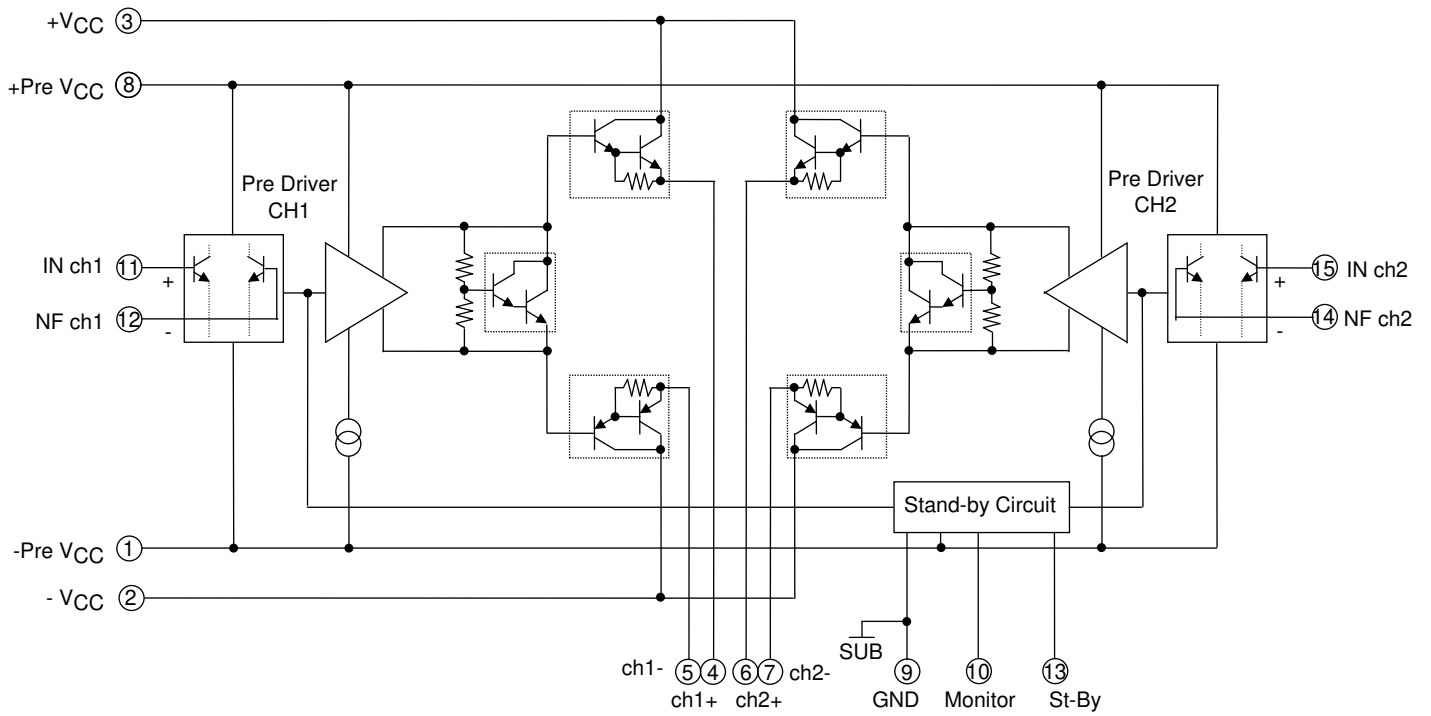 +VCC 3
+Pre VCC 8
Pre Driver
CH1
Pre Driver
CH2
IN ch1 11
+
NF ch1 12
-
15 IN ch2
+
14 NF ch2
-
Stand-by Circuit
-Pre VCC 1
- VCC 2
SUB
ch1- 5 4
ch1+
6 7 ch2-
ch2+
9
GND
10
Monitor
13
St-By